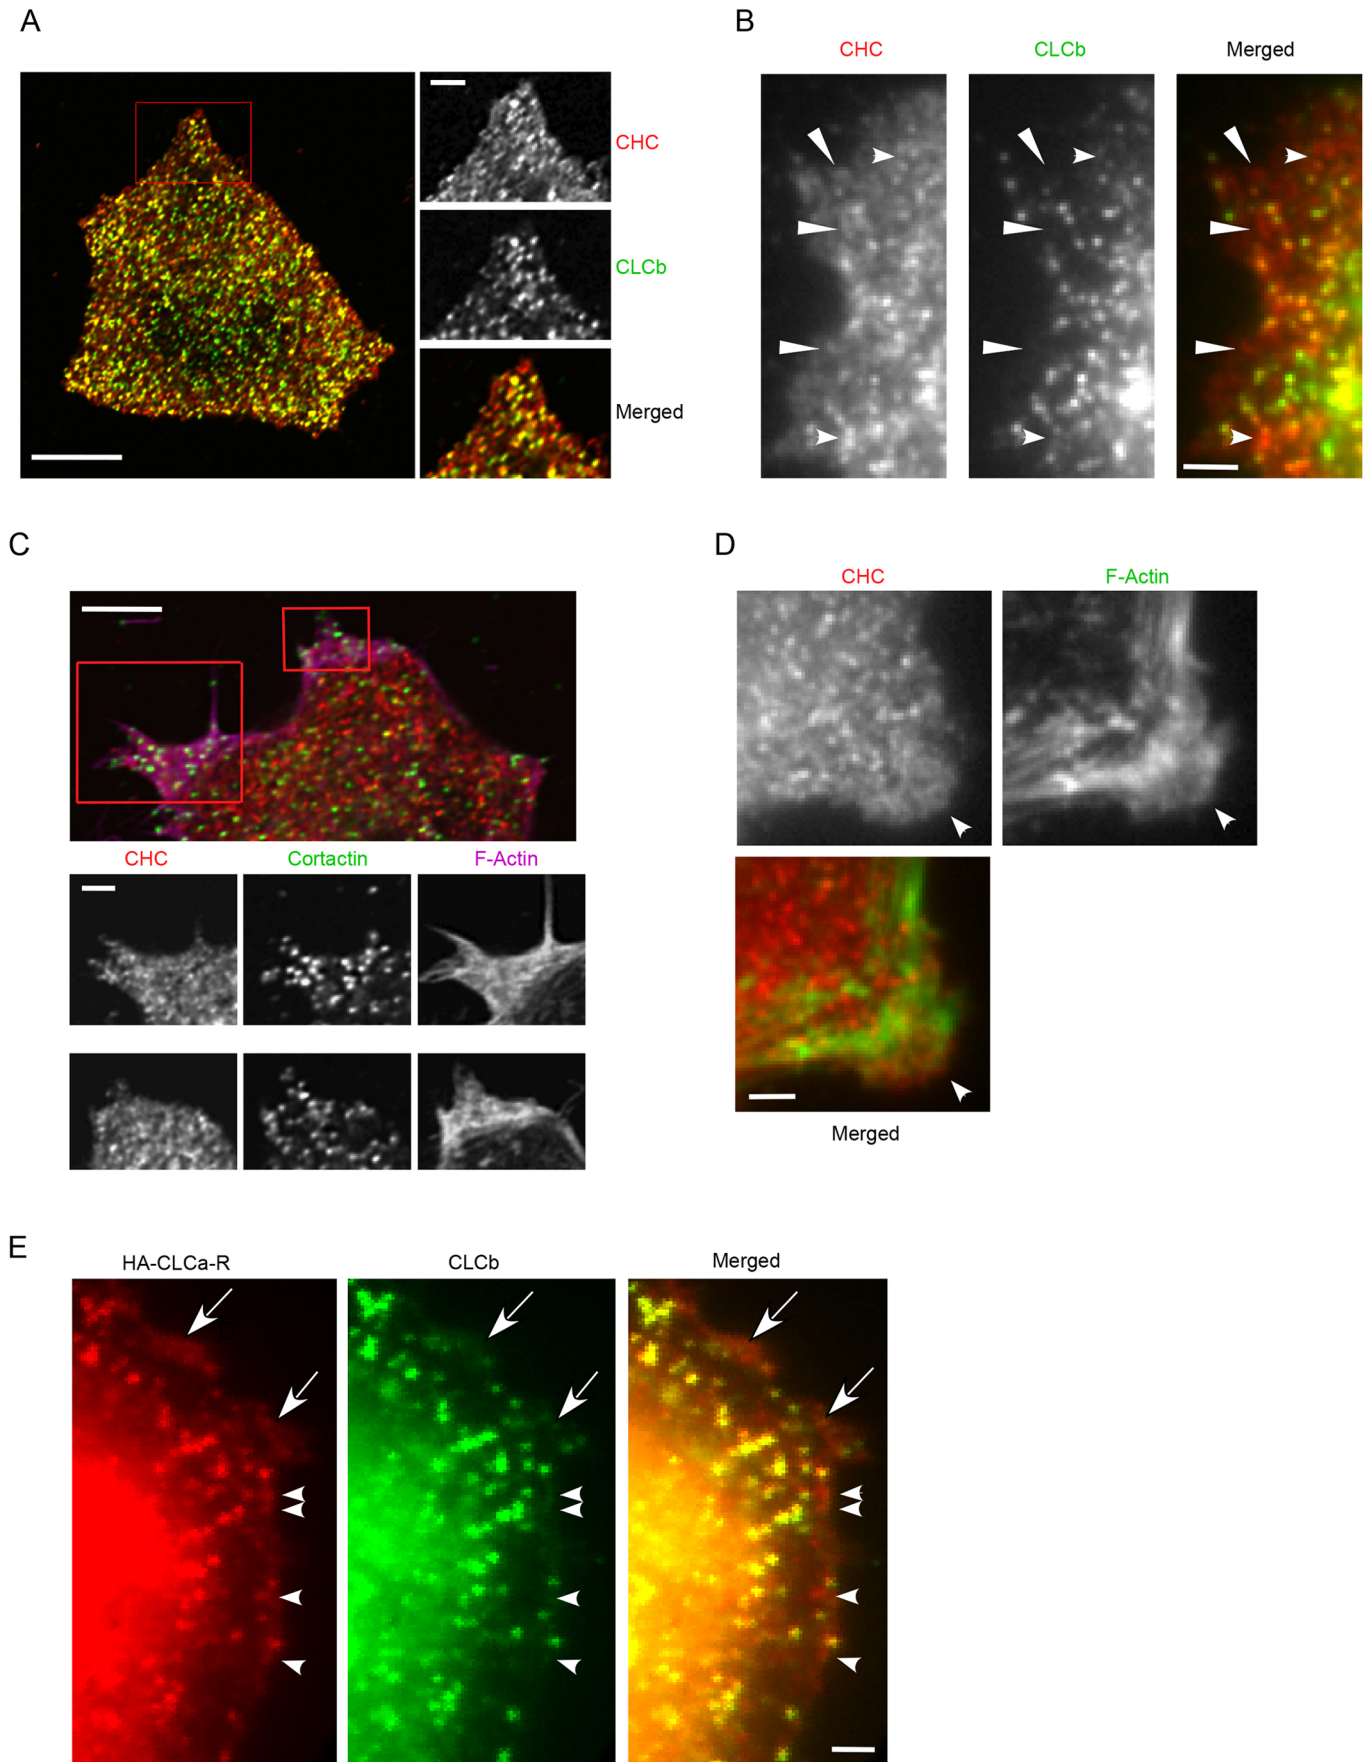 A
CHC
CLCb
Merged
B
CHC CLCb Merged
C
CHC Cortactin F-Actin
D
CHC F-Actin
Merged
E
HA-CLCa-R CLCb Merged